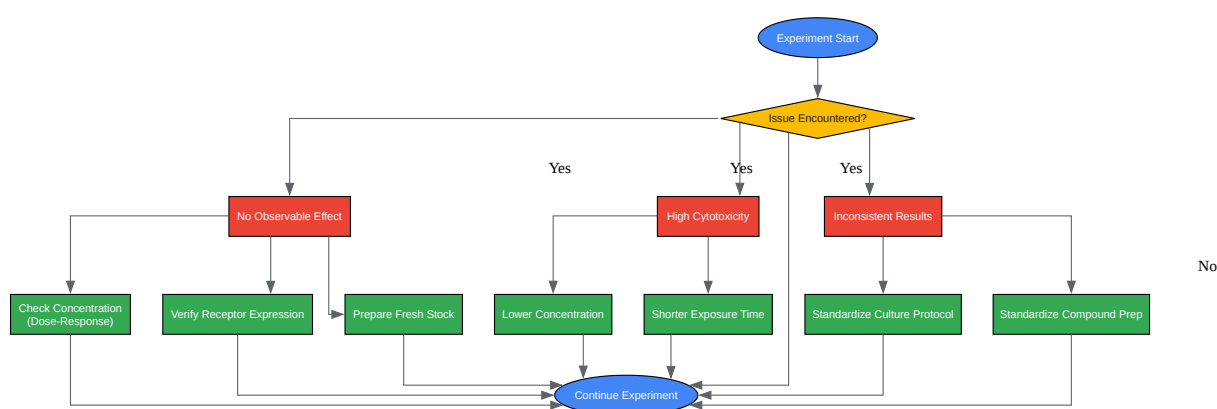 Experiment Start
Issue Encountered?
Yes
Yes
Yes
No Observable Effect
High Cytotoxicity
Inconsistent Results
No
Check Concentration
(Dose-Response)
Verify Receptor Expression
Prepare Fresh Stock
Lower Concentration
Shorter Exposure Time
Standardize Culture Protocol
Standardize Compound Prep
Continue Experiment